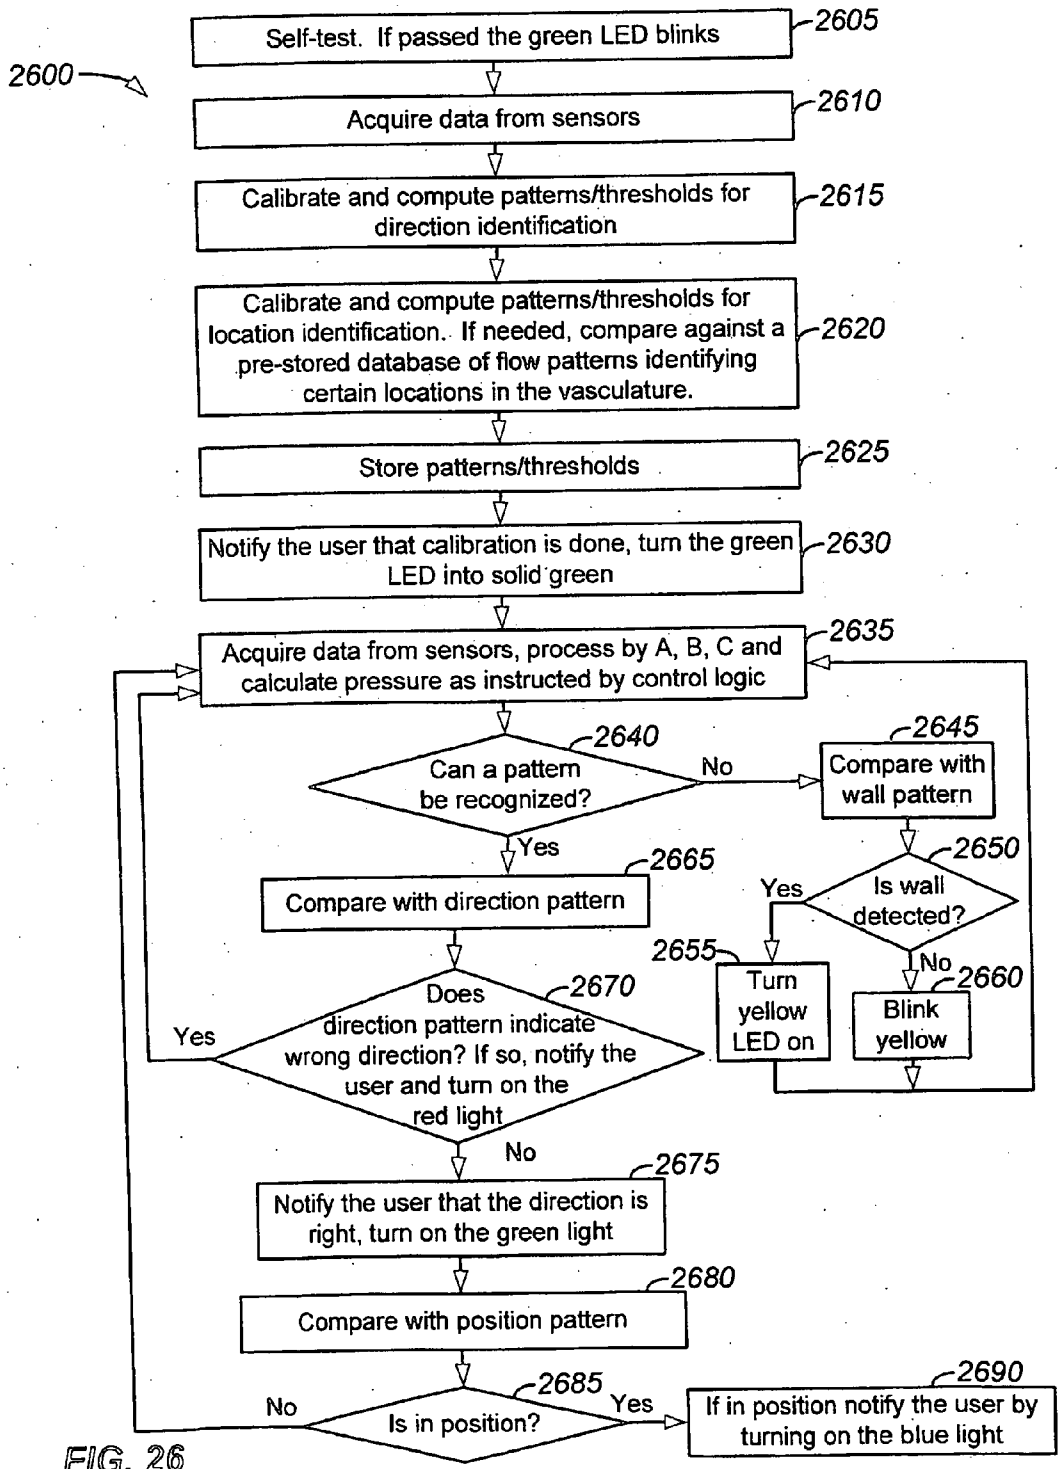 2600
Self-test. If passed the green LED blinks
2605
Acquire data from sensors
2610
Calibrate and compute patterns/thresholds for
direction identification
2615
Calibrate and compute patterns/thresholds for
location identification. If needed, compare against a
pre-stored database of flow patterns identifying
certain locations in the vasculature.
2620
Store patterns/thresholds
2625
Notify the user that calibration is done, turn the green
LED into solid green
2630
Acquire data from sensors, process by A, B, C and
calculate pressure as instructed by control logic
2635
Can a pattern
be recognized?
2640
No
Compare with
wall pattern
2645
Is wall
detected?
2650
Yes
Turn
yellow
LED on
2655
No
Blink
yellow
2660
Yes
Compare with direction pattern
2665
Does
direction pattern indicate
wrong direction? If so, notify the
user and turn on the
red light
2670
Yes
No
Notify the user that the direction is
right, turn on the green light
2675
Compare with position pattern
2680
Is in position?
2685
No
Yes
If in position notify the user by
turning on the blue light
2690
FIG. 26